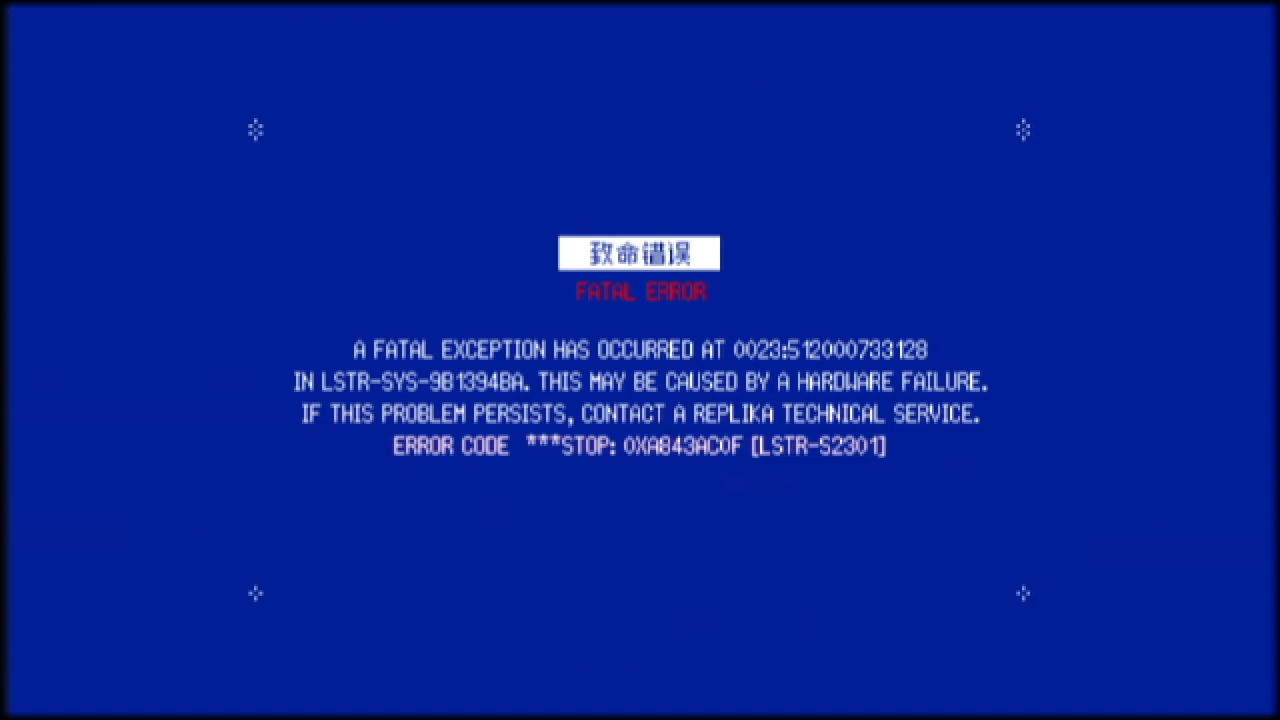 致命错误
FATAL ERROR
A FATAL EXCEPTION HAS OCCURRED AT 0023:512000733128
IN LSTR-SYS-9B1394BA. THIS MAY BE CAUSED BY A HARDWARE FAILURE.
IF THIS PROBLEM PERSISTS, CONTACT A REPLIKA TECHNICAL SERVICE.
ERROR CODE ***STOP: 0XA843AC0F [LSTR-S2301]